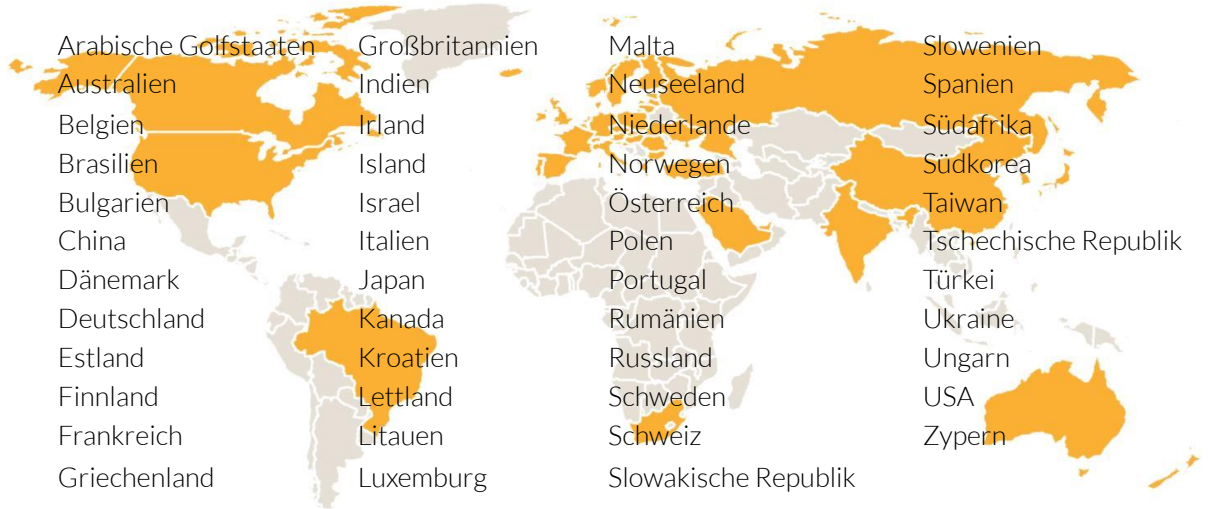 Arabische Golfstaaten
Australien
Belgien
Brasilien
Bulgarien
China
Dänemark
Deutschland
Estland
Finnland
Frankreich
Griechenland
Großbritannien
Indien
Irland
Island
Israel
Italien
Japan
Kanada
Kroatien
Lettland
Litauen
Luxemburg
Malta
Neuseeland
Niederlande
Norwegen
Österreich
Polen
Portugal
Rumänien
Russland
Schweden
Schweiz
Slowakische Republik
Slowenien
Spanien
Südafrika
Südkorea
Taiwan
Tschechische Republik
Türkei
Ukraine
Ungarn
USA
Zypern